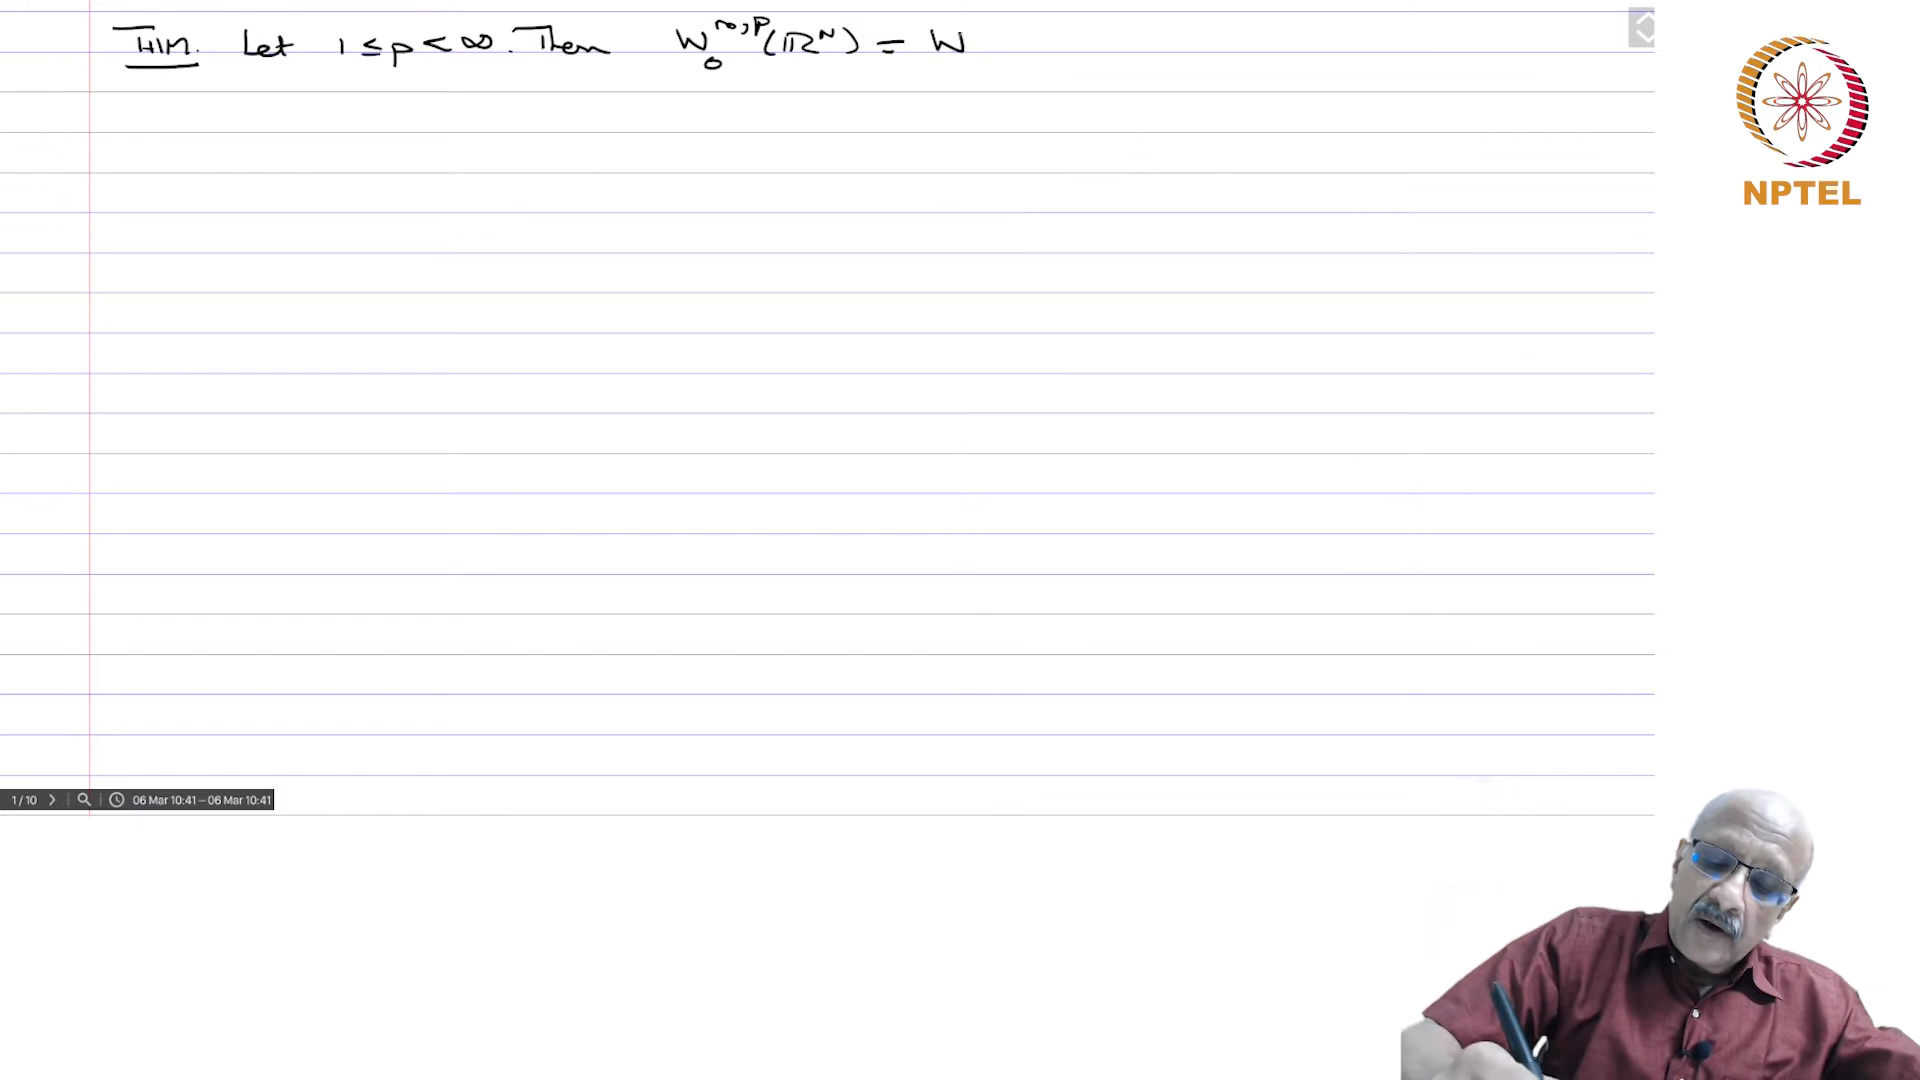 THM. Let 1 ≤ p < ∞. Then W₀^{m,p}(ℝᴺ) = W
NPTEL
1 / 10 06 Mar 10:41 – 06 Mar 10:41